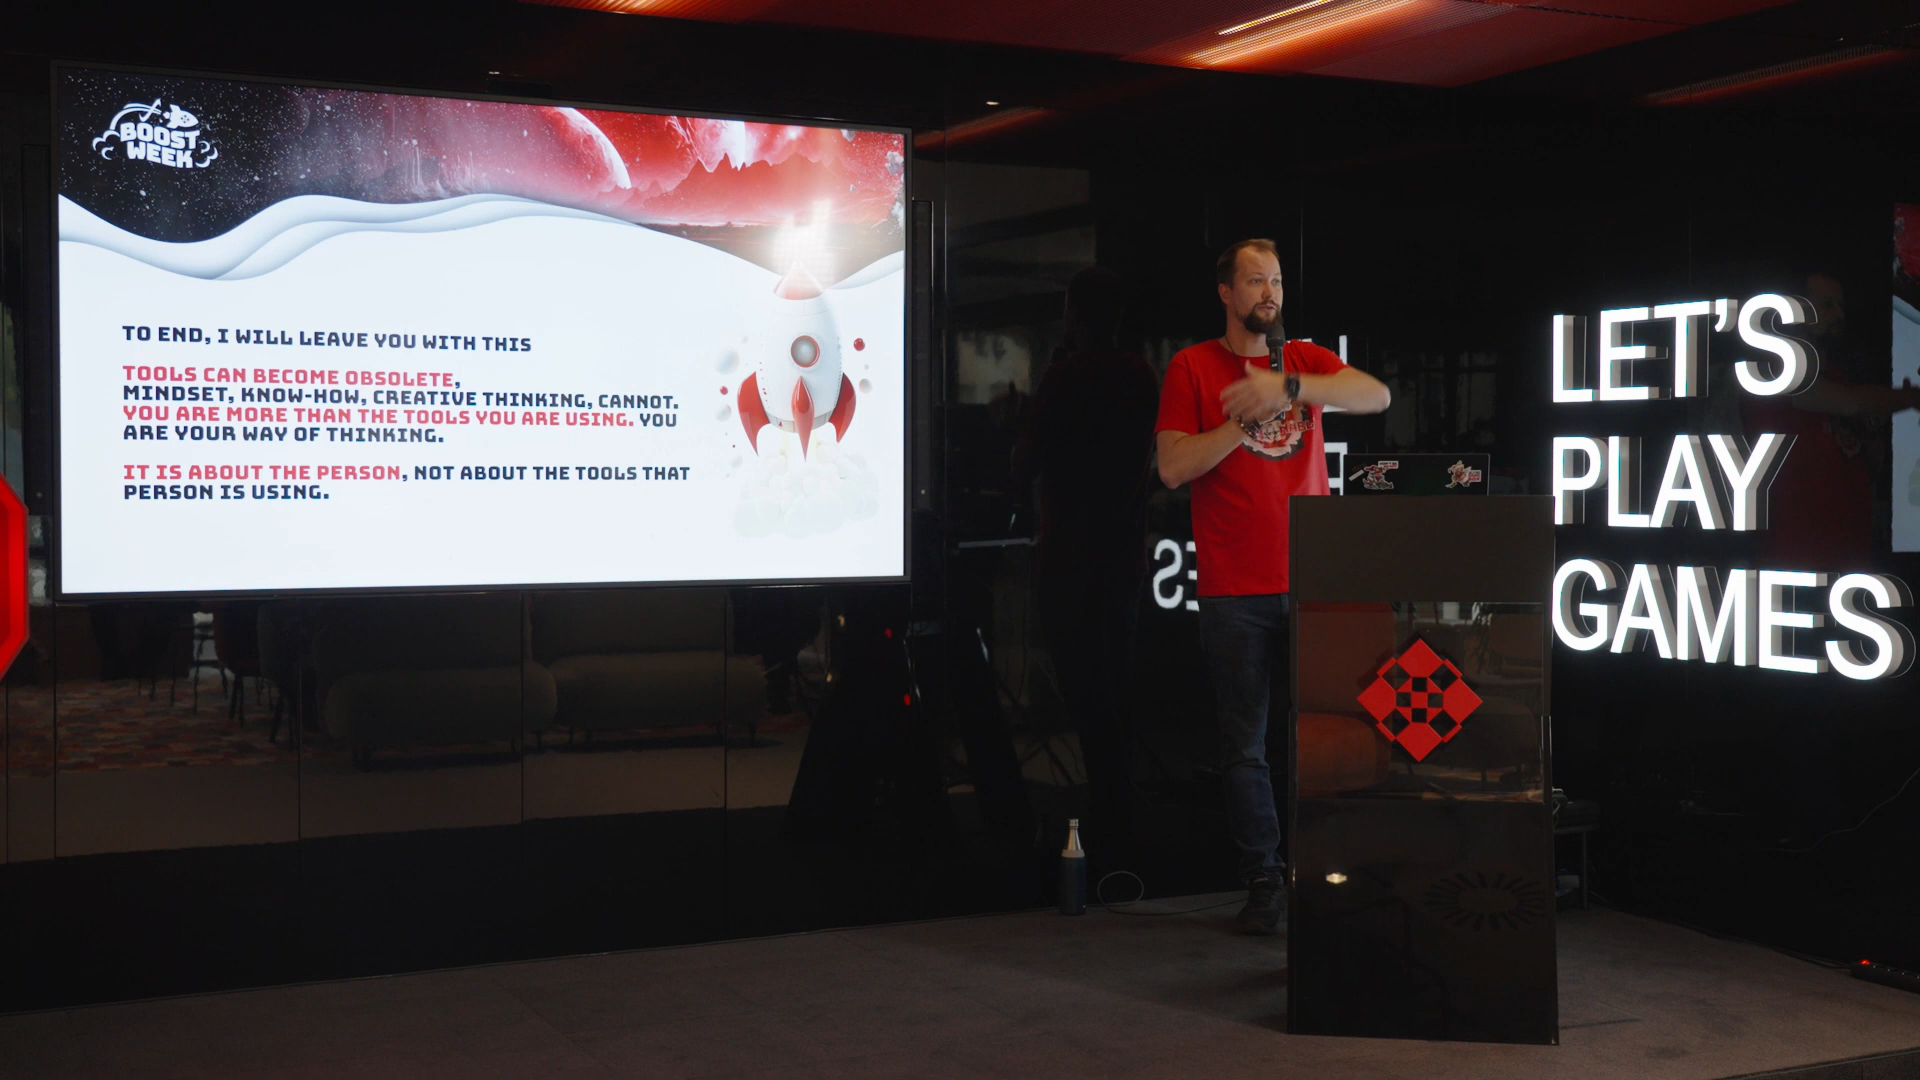 BOOST
WEEK
TO END, I WILL LEAVE YOU WITH THIS
TOOLS CAN BECOME OBSOLETE,
MINDSET, KNOW-HOW, CREATIVE THINKING, CANNOT.
YOU ARE MORE THAN THE TOOLS YOU ARE USING. YOU
ARE YOUR WAY OF THINKING.
IT IS ABOUT THE PERSON, NOT ABOUT THE TOOLS THAT
PERSON IS USING.
LET'S
PLAY
GAMES